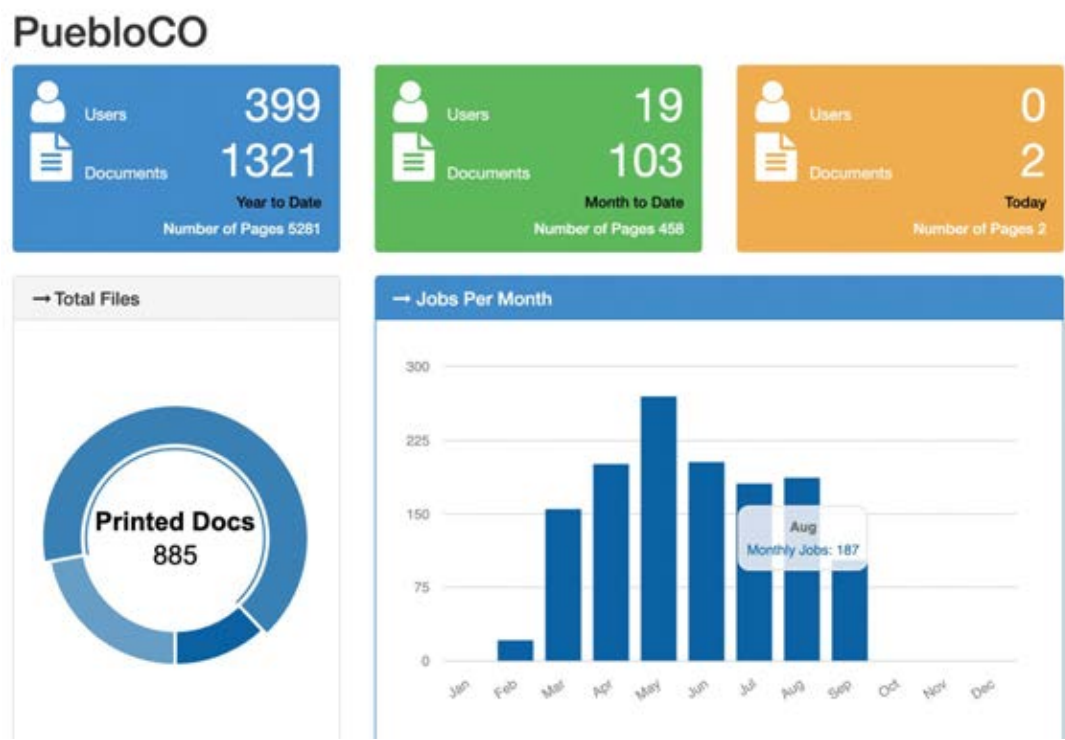 PuebloCO
Users 399
Documents 1321
Year to Date
Number of Pages 5281
Users 19
Documents 103
Month to Date
Number of Pages 458
Users 0
Documents 2
Today
Number of Pages 2
→ Total Files
Printed Docs
885
→ Jobs Per Month
300
225
150
75
0
Aug
Monthly Jobs: 187
Jan Feb Mar Apr May Jun Jul Aug Sep Oct Nov Dec